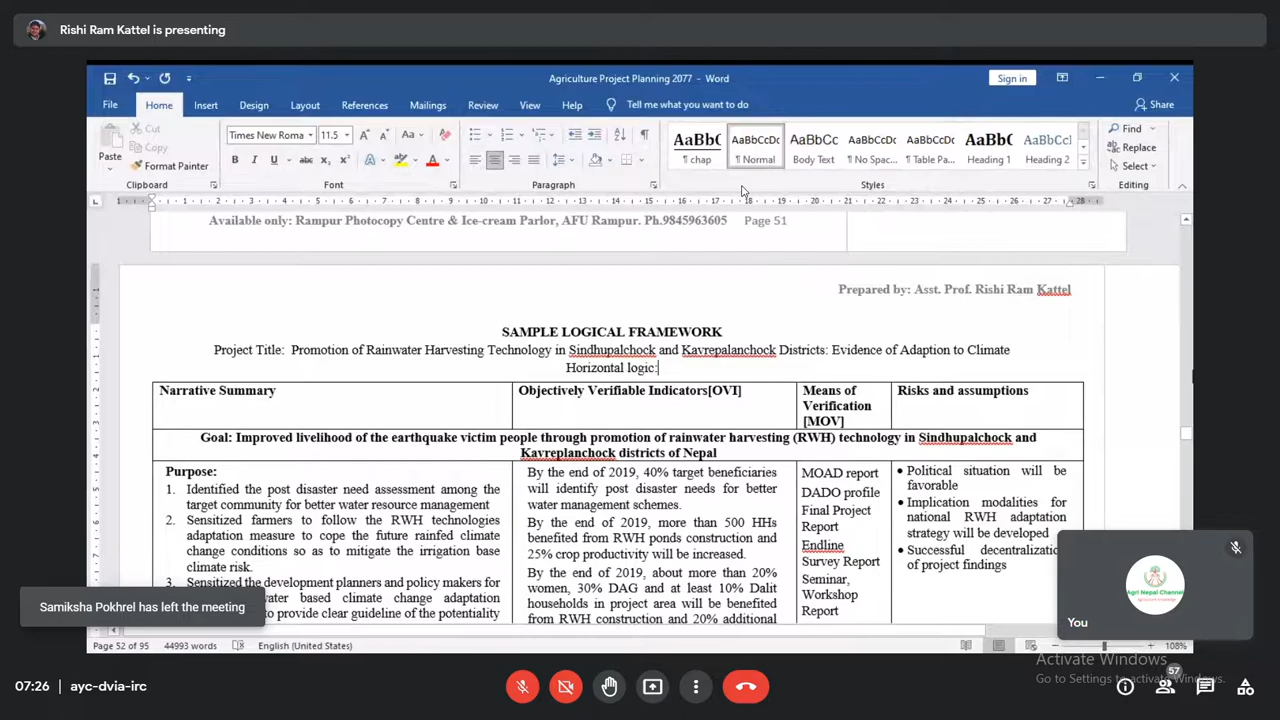 Rishi Ram Kattel is presenting
Agriculture Project Planning 2077 - Word
Sign in
File Home Insert Design Layout References Mailings Review View Help Tell me what you want to do Share
Paste
Cut
Copy
Format Painter
Times New Roma 11.5
AaBbC AaBbCcDc AaBbCc AaBbCcDc AaBbCcDc AaBbC AaBbCcI
¶ chap ¶ Normal Body Text ¶ No Spac... ¶ Table Pa... Heading 1 Heading 2
Find
Replace
Select
Clipboard Font Paragraph Styles Editing
Available only: Rampur Photocopy Centre & Ice-cream Parlor, AFU Rampur. Ph.9845963605 Page 51
Prepared by: Asst. Prof. Rishi Ram Kattel
SAMPLE LOGICAL FRAMEWORK
Project Title: Promotion of Rainwater Harvesting Technology in Sindhupalchock and Kavrepalanchock Districts: Evidence of Adaption to Climate
Horizontal logic:
Narrative Summary
Objectively Verifiable Indicators[OVI]
Means of
Verification
[MOV]
Risks and assumptions
Goal: Improved livelihood of the earthquake victim people through promotion of rainwater harvesting (RWH) technology in Sindhupalchock and
Kavreplanchock districts of Nepal
Purpose:
1. Identified the post disaster need assessment among the
target community for better water resource management
2. Sensitized farmers to follow the RWH technologies
adaptation measure to cope the future rainfed climate
change conditions so as to mitigate the irrigation base
climate risk.
3. Sensitized the development planners and policy makers for
water based climate change adaptation
to provide clear guideline of the potentiality
By the end of 2019, 40% target beneficiaries
will identify post disaster needs for better
water management schemes.
By the end of 2019, more than 500 HHs
benefited from RWH ponds construction and
25% crop productivity will be increased.
By the end of 2019, about more than 20%
women, 30% DAG and at least 10% Dalit
households in project area will be benefited
from RWH construction and 20% additional
MOAD report
DADO profile
Final Project
Report
Endline
Survey Report
Seminar,
Workshop
Report
• Political situation will be
favorable
• Implication modalities for
national RWH adaptation
strategy will be developed
• Successful decentralizatio
of project findings
Samiksha Pokhrel has left the meeting
Agri Nepal Channel
You
Page 52 of 95 44993 words English (United States) 108%
Activate Windows
Go to Settings to activate Windows.
07:26 | ayc-dvia-irc
57